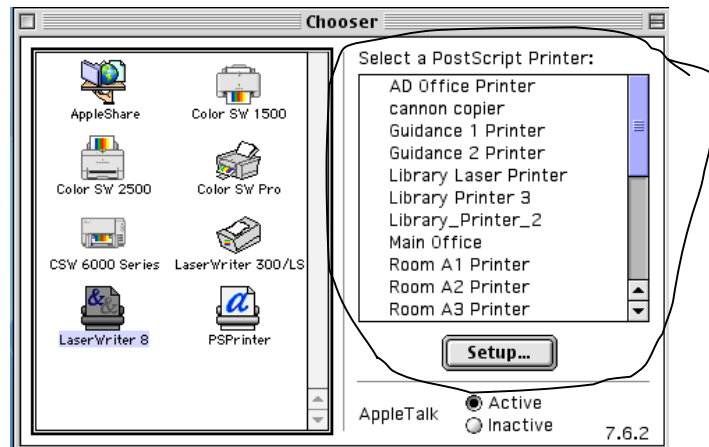 Chooser
AppleShare
Color SW 1500
Color SW 2500
Color SW Pro
CSW 6000 Series
LaserWriter 300/LS
LaserWriter 8
PSPrinter
Select a PostScript Printer:
AD Office Printer
cannon copier
Guidance 1 Printer
Guidance 2 Printer
Library Laser Printer
Library Printer 3
Library_Printer_2
Main Office
Room A1 Printer
Room A2 Printer
Room A3 Printer
Setup...
AppleTalk
Active
Inactive
7.6.2